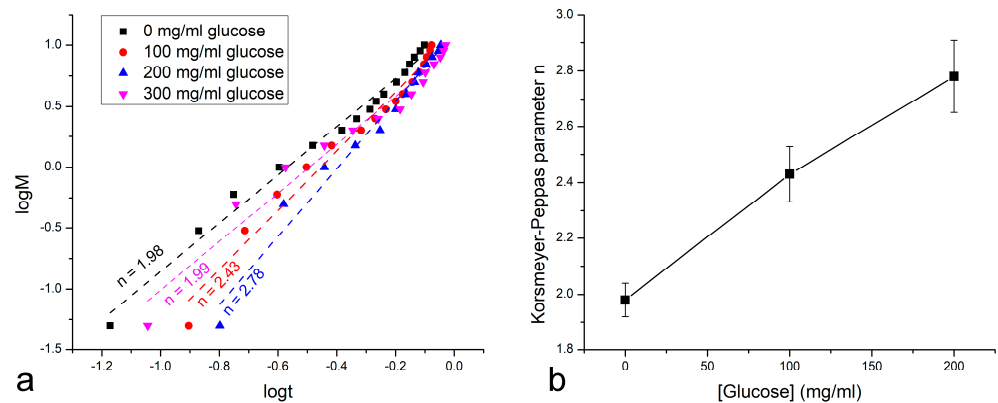 0 mg/ml glucose
100 mg/ml glucose
200 mg/ml glucose
300 mg/ml glucose
1.0
0.5
0.0
-0.5
-1.0
-1.5
logM
n = 1.98
n = 1.99
n = 2.43
n = 2.78
-1.2 -1.0 -0.8 -0.6 -0.4 -0.2 0.0
logt
a
3.0
2.8
2.6
2.4
2.2
2.0
1.8
Korsmeyer-Peppas parameter n
0 50 100 150 200
[Glucose] (mg/ml)
b